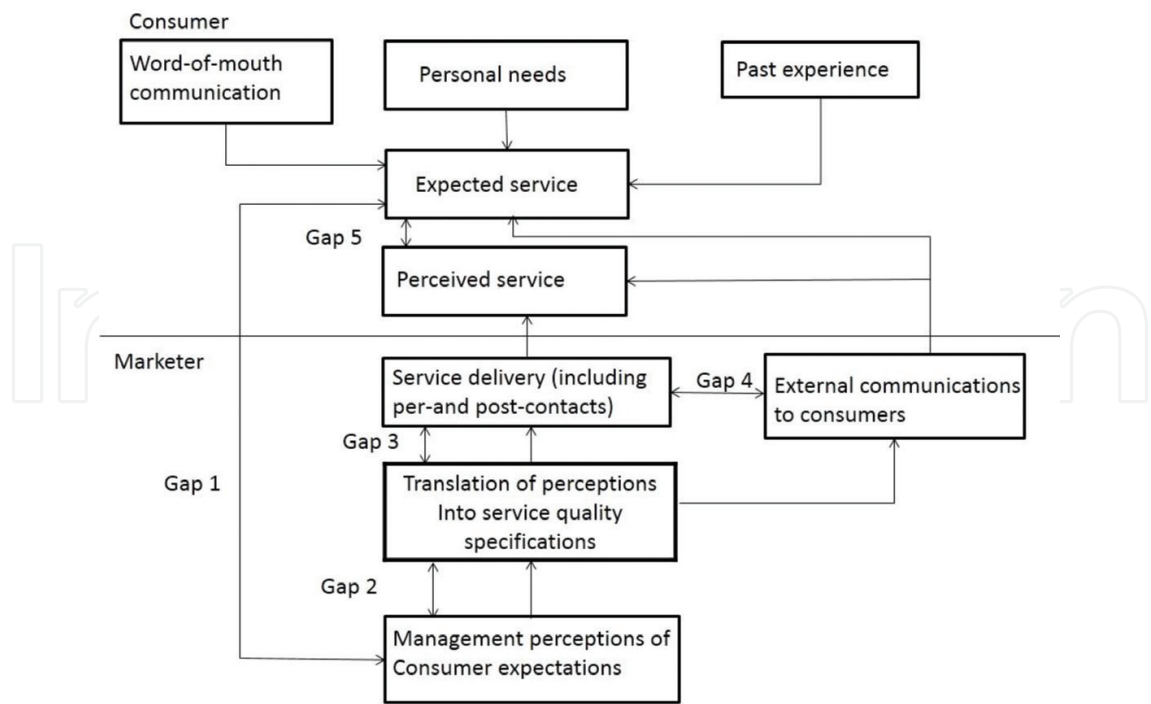 Consumer
Word-of-mouth
communication
Personal needs
Past experience
Expected service
Gap 5
Perceived service
Marketer
Service delivery (including
per-and post-contacts)
Gap 4
External communications
to consumers
Gap 3
Gap 1
Translation of perceptions
Into service quality
specifications
Gap 2
Management perceptions of
Consumer expectations